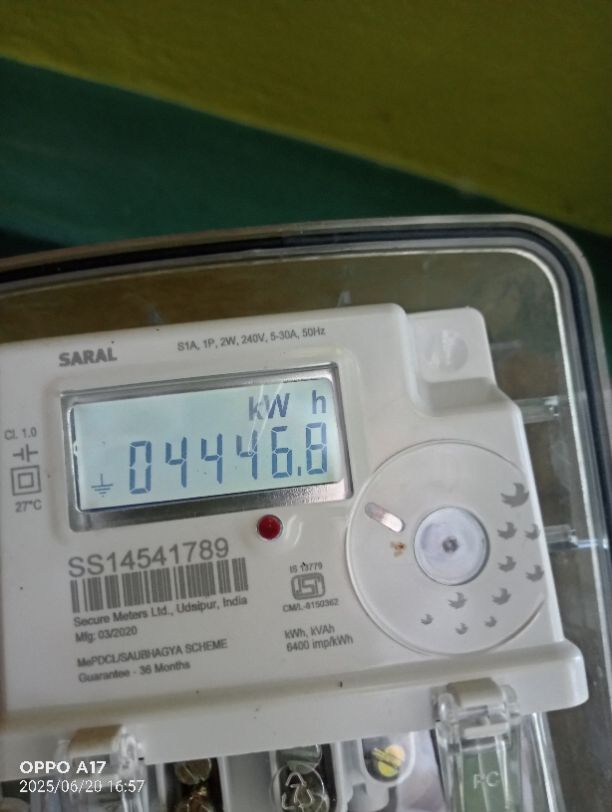 SARAL
S1A, 1P, 2W, 240V, 5-30A, 50Hz
kW h
04446.8
Cl. 1.0
27°C
SS14541789
IS 13779
CM/L-8150362
Secure Meters Ltd., Udaipur, India
Mfg: 03/2020
kWh, kVAh
6400 imp/kWh
MePDCL/SAUBHAGYA SCHEME
Guarantee - 36 Months
PC
OPPO A17
2025/06/20 16:57